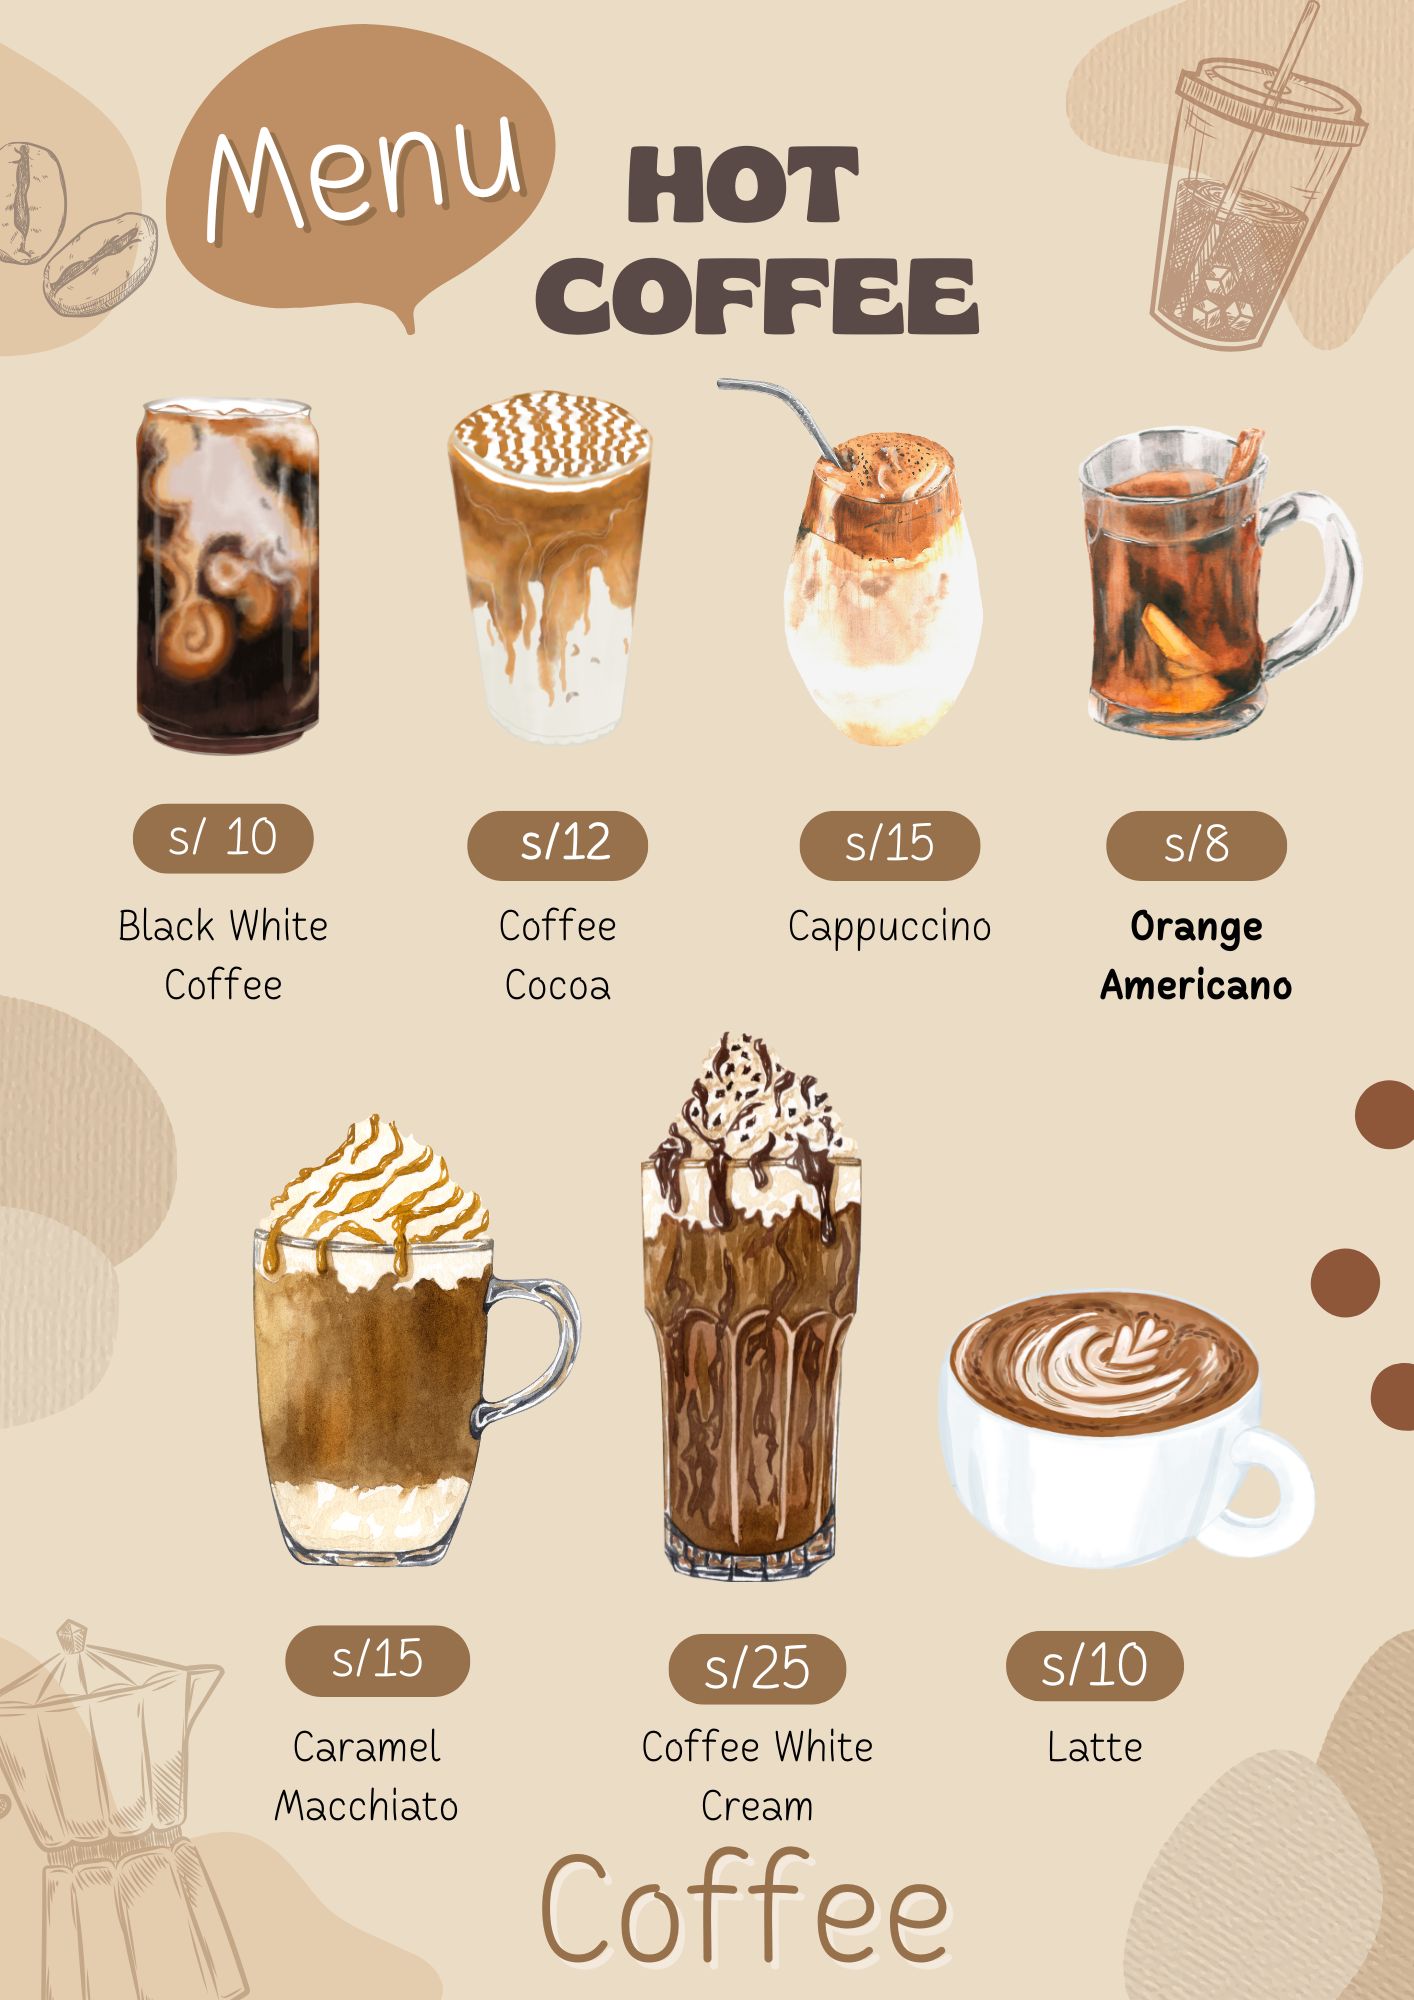 Menu
HOT
COFFEE
s/ 10
s/12
s/15
s/8
Black White
Coffee
Coffee
Cocoa
Cappuccino
Orange
Americano
s/15
s/25
s/10
Caramel
Macchiato
Coffee White
Cream
Latte
Coffee